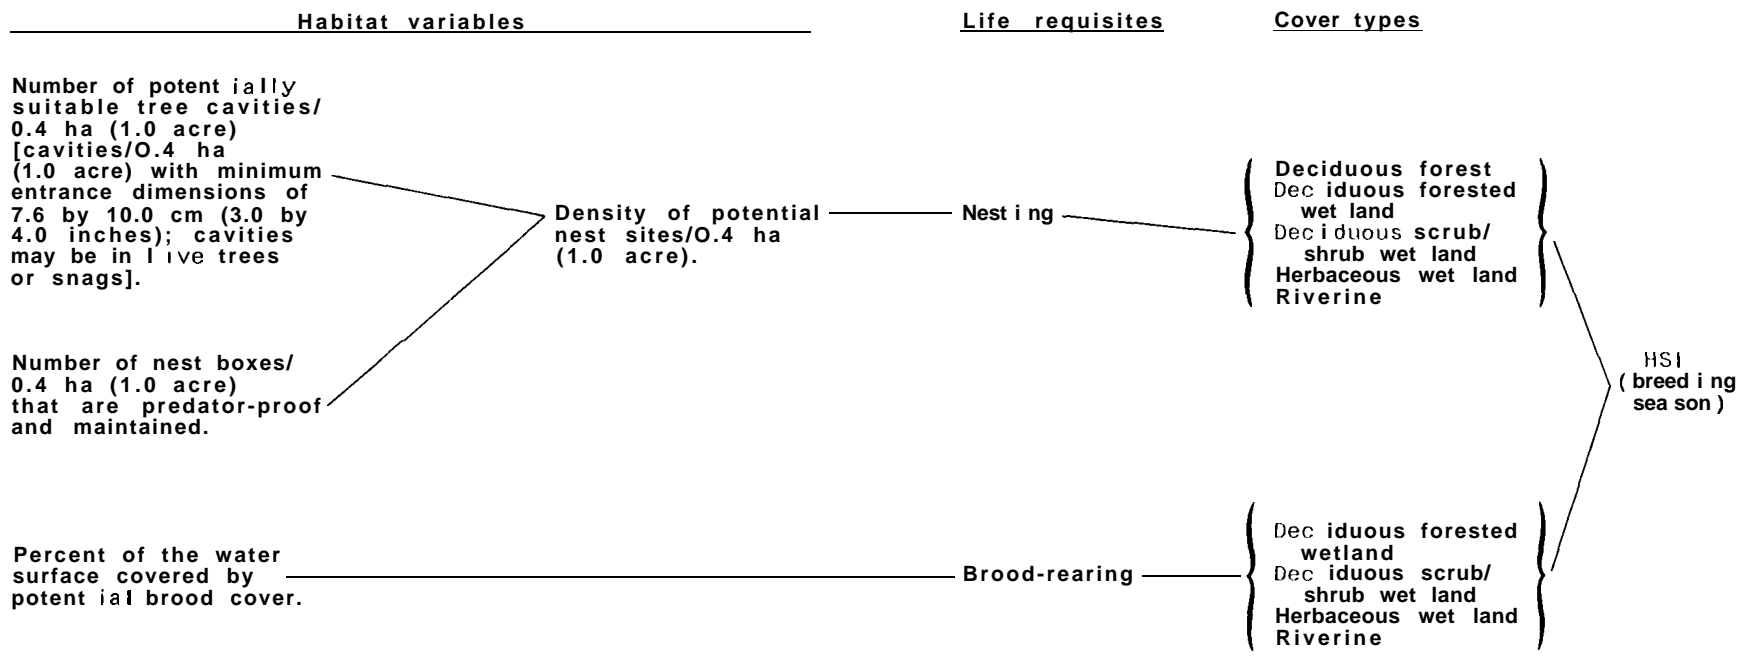 Habitat variables
Life requisites
Cover types
Number of potentially
suitable tree cavities/
0.4 ha (1.0 acre)
[cavities/0.4 ha
(1.0 acre) with minimum
entrance dimensions of
7.6 by 10.0 cm (3.0 by
4.0 inches); cavities
may be in live trees
or snags].
Number of nest boxes/
0.4 ha (1.0 acre)
that are predator-proof
and maintained.
Density of potential
nest sites/0.4 ha
(1.0 acre).
Nesting
Deciduous forest
Deciduous forested
wetland
Deciduous scrub/
shrub wetland
Herbaceous wetland
Riverine
Percent of the water
surface covered by
potential brood cover.
Brood-rearing
Deciduous forested
wetland
Deciduous scrub/
shrub wetland
Herbaceous wetland
Riverine
HSI
(breeding
season)